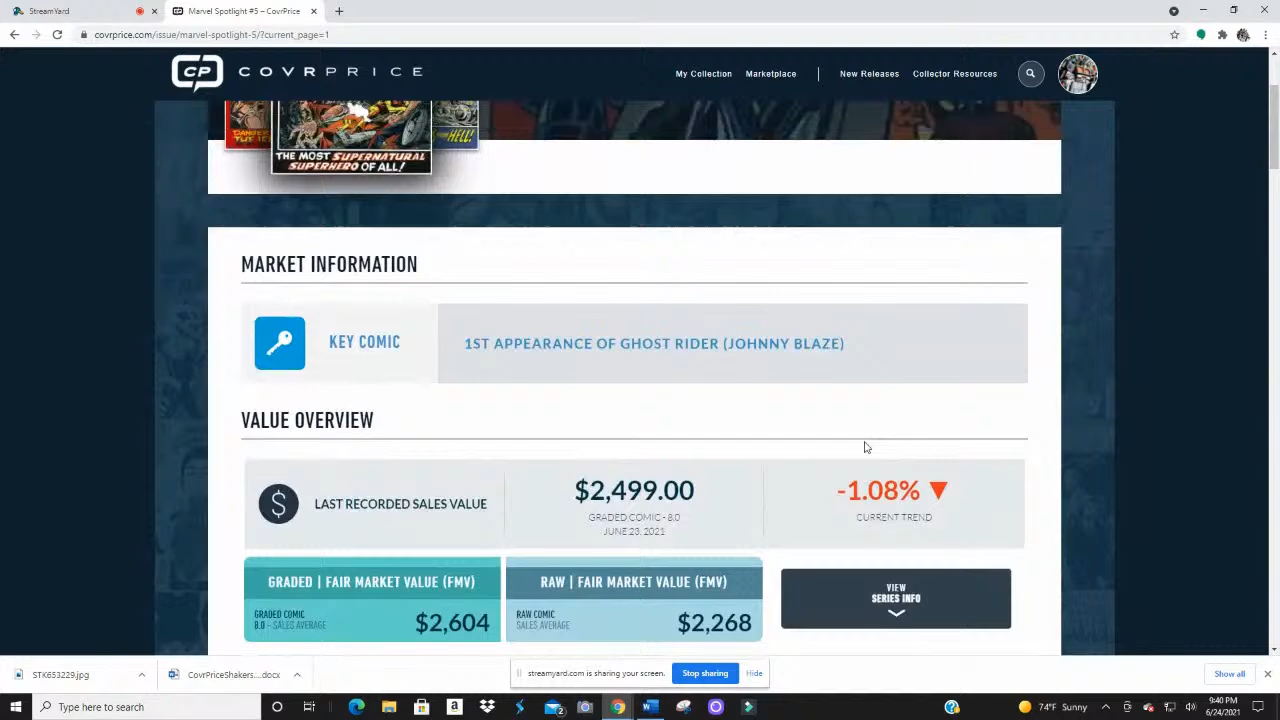 StreamYard
Marvel Spotlight #5 – CovrPrice
covrprice.com/issue/marvel-spotlight-5/?current_page=1
CP COVRPRICE
My Collection
Marketplace
New Releases
Collector Resources
HELL!
THE MOST SUPERNATURAL
SUPERHERO OF ALL!
MARKET INFORMATION
KEY COMIC
1ST APPEARANCE OF GHOST RIDER (JOHNNY BLAZE)
VALUE OVERVIEW
LAST RECORDED SALES VALUE
$2,499.00
GRADED COMIC - 8.0
JUNE 23, 2021
-1.08% ▼
CURRENT TREND
GRADED | FAIR MARKET VALUE (FMV)
GRADED COMIC
8.0 - SALES AVERAGE
$2,604
RAW | FAIR MARKET VALUE (FMV)
RAW COMIC
SALES AVERAGE
$2,268
VIEW
SERIES INFO
STK653229.jpg
CovrPriceShakers....docx
streamyard.com is sharing your screen.
Stop sharing
Hide
Show all
Type here to search
2
74°F Sunny
9:40 PM
6/24/2021